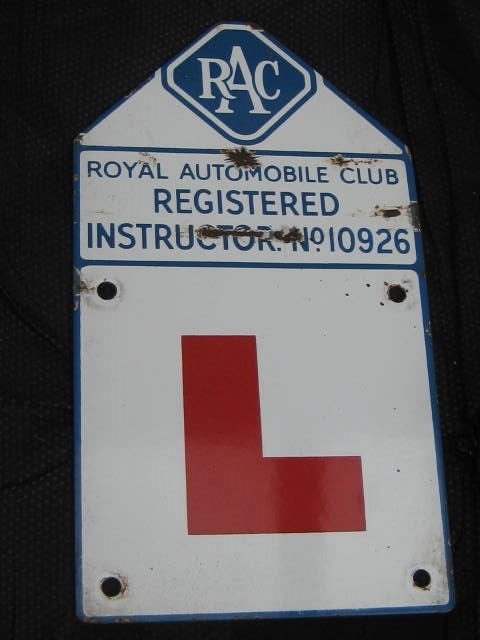 RAC
ROYAL AUTOMOBILE CLUB
REGISTERED
INSTRUCTOR. Nº10926
L